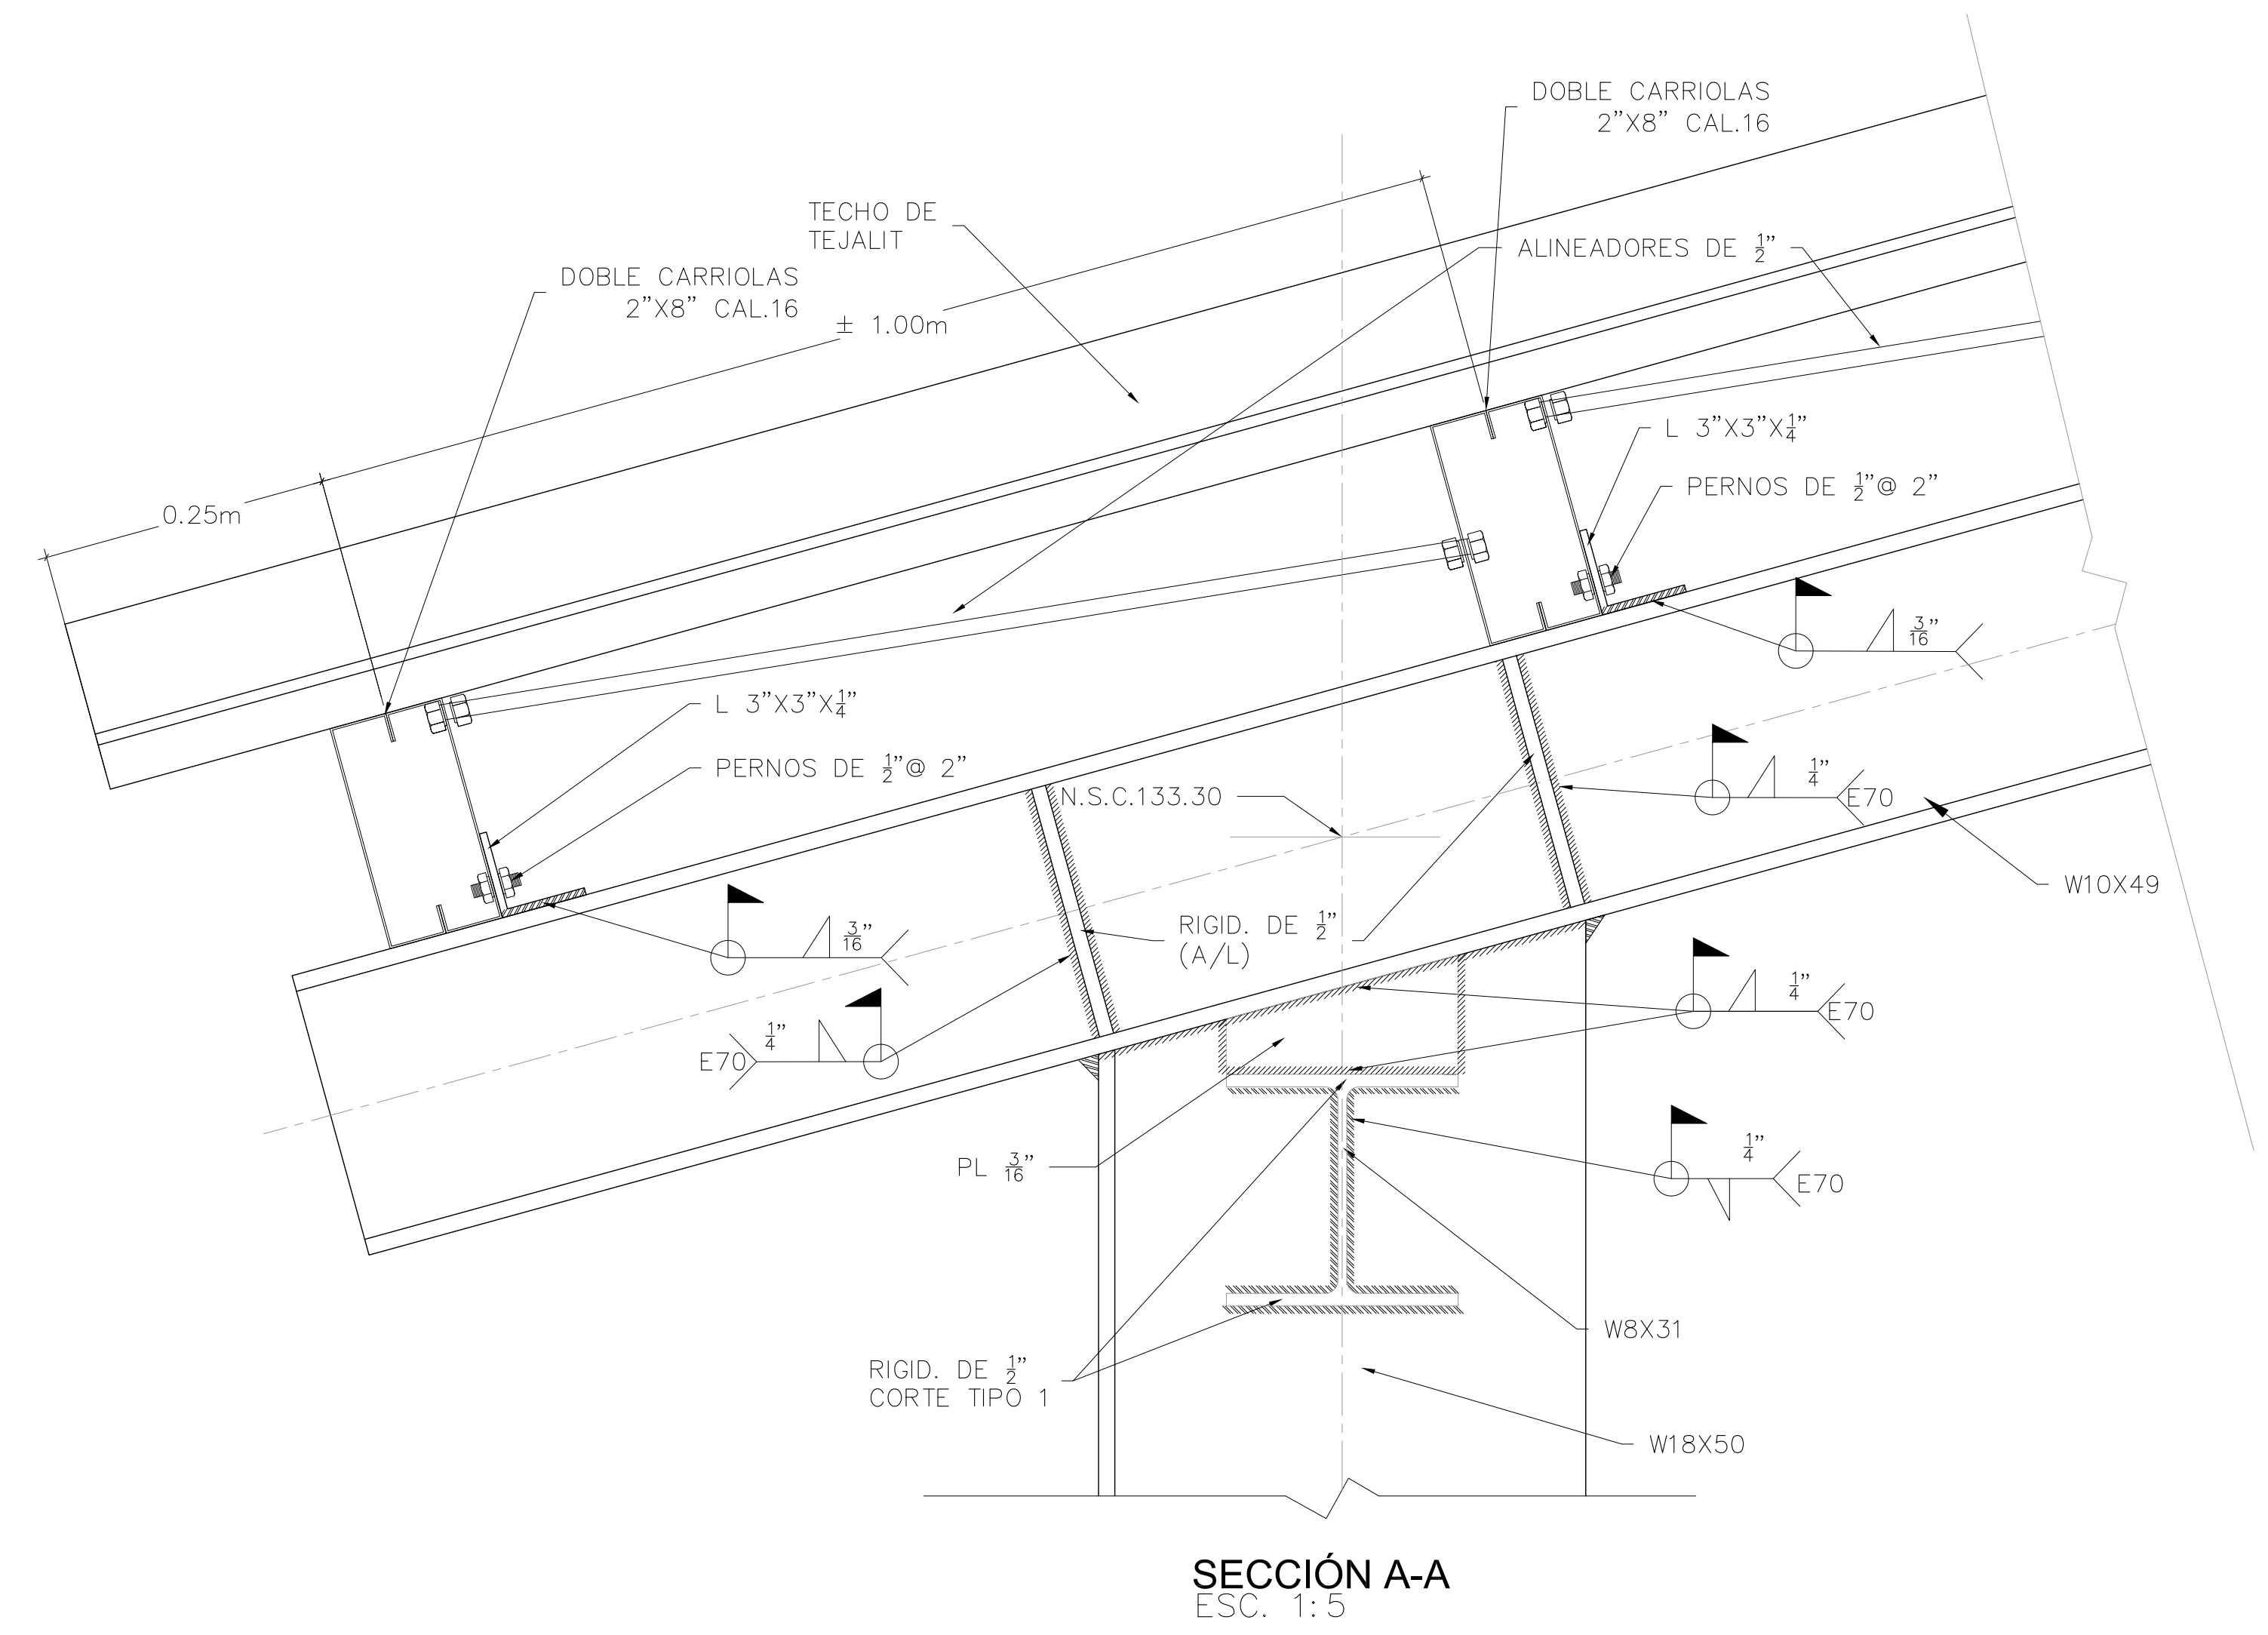 DOBLE CARRIOLAS
2”X8” CAL.16
TECHO DE
TEJALIT
ALINEADORES DE 1/2”
DOBLE CARRIOLAS
2”X8” CAL.16
± 1.00m
L 3”X3”X1/4”
PERNOS DE 1/2”@ 2”
0.25m
3/16”
L 3”X3”X1/4”
PERNOS DE 1/2”@ 2”
N.S.C.133.30
1/4”
E70
W10X49
RIGID. DE 1/2”
(A/L)
3/16”
1/4”
E70
1/4”
E70
PL 3/16”
1/4”
E70
W8X31
RIGID. DE 1/2”
CORTE TIPO 1
W18X50
SECCIÓN A-A
ESC. 1:5